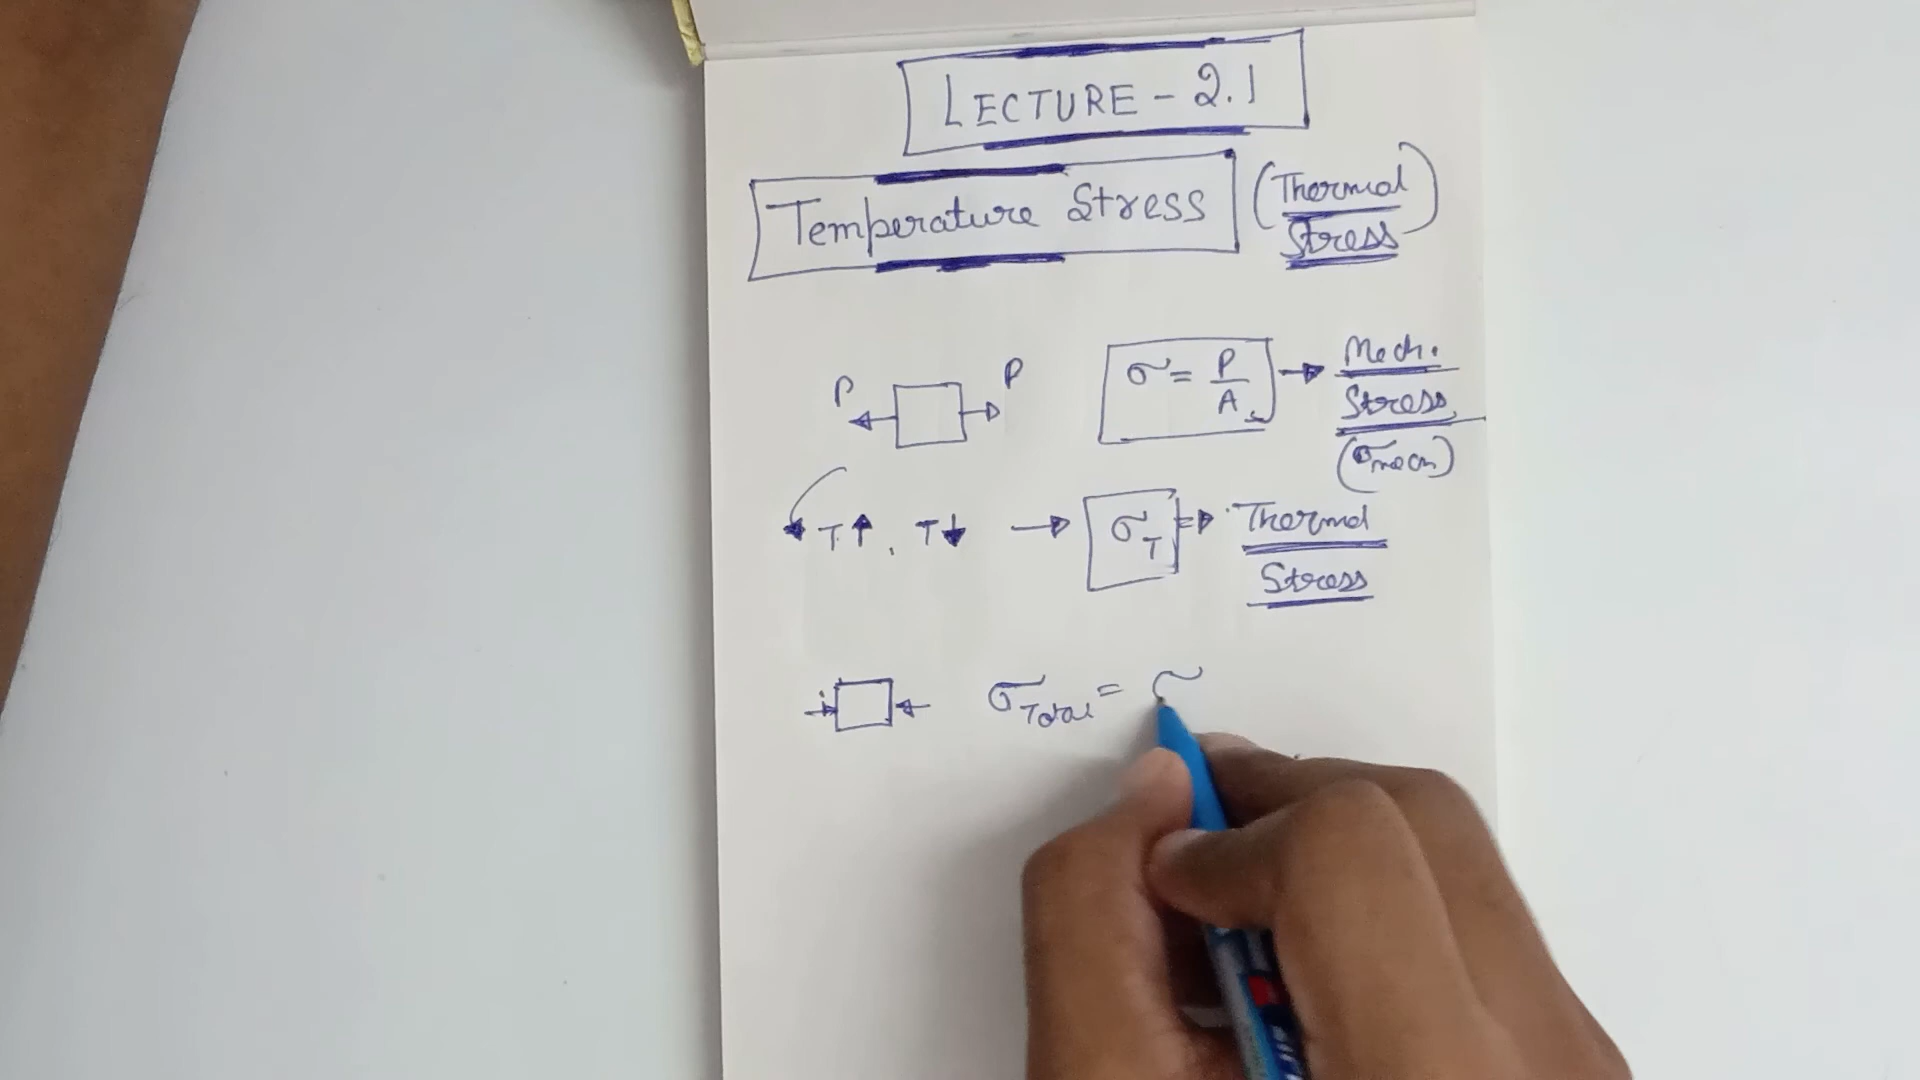 LECTURE - 2.1
Temperature Stress (Thermal Stress)
P P σ = P/A → Mech. Stress (σmech)
T↑, T↓ → σT → Thermal Stress
σTotal = σ